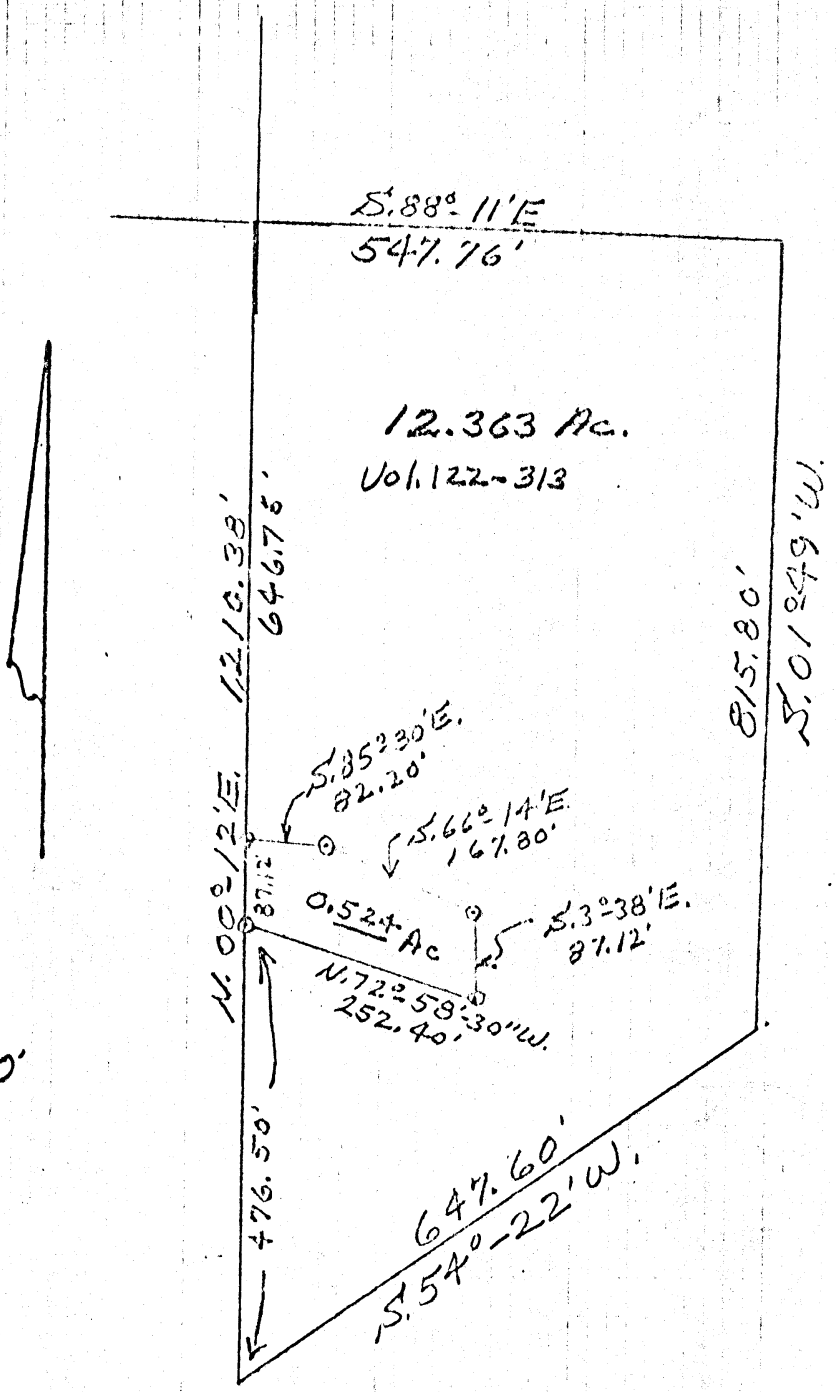 S.88°-11'E
547.76'
12.363 Ac.
Vol.122-313
N.00°-12'E. 1210.38'
646.76'
815.80'
S.01°49'W.
S.85°30'E.
82.20'
S.66°-14'E.
167.80'
87.12'
0.524 Ac
S.3°-38'E.
87.12'
N.72°-58'-30"W.
252.40'
476.50'
647.60'
S.54°-22'W.